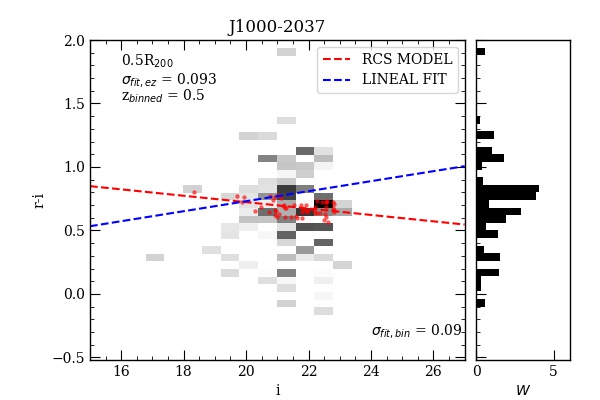 J1000-2037
2.0
1.5
1.0
0.5
0.0
−0.5
r-i
0.5R200
σfit,ez = 0.093
zbinned = 0.5
RCS MODEL
LINEAL FIT
σfit,bin = 0.09
16 18 20 22 24 26
i
0 5
W